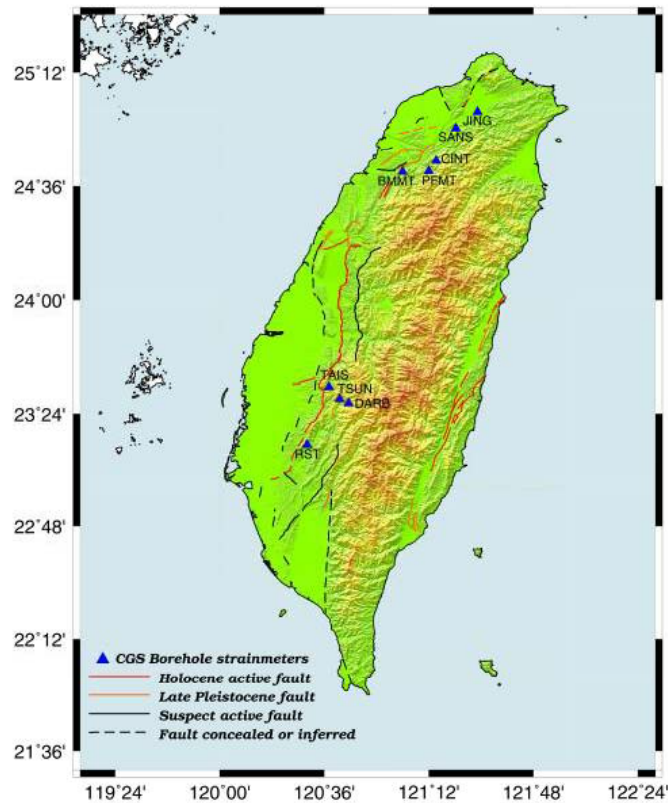 25˚12'
JING
SANS
CINT
24˚36'
BMMT PFMT
24˚00'
TAIS
TSUN
23˚24'
DARB
RST
22˚48'
22˚12'
CGS Borehole strainmeters
Holocene active fault
Late Pleistocene fault
Suspect active fault
Fault concealed or inferred
21˚36'
119˚24' 120˚00' 120˚36' 121˚12' 121˚48' 122˚24'